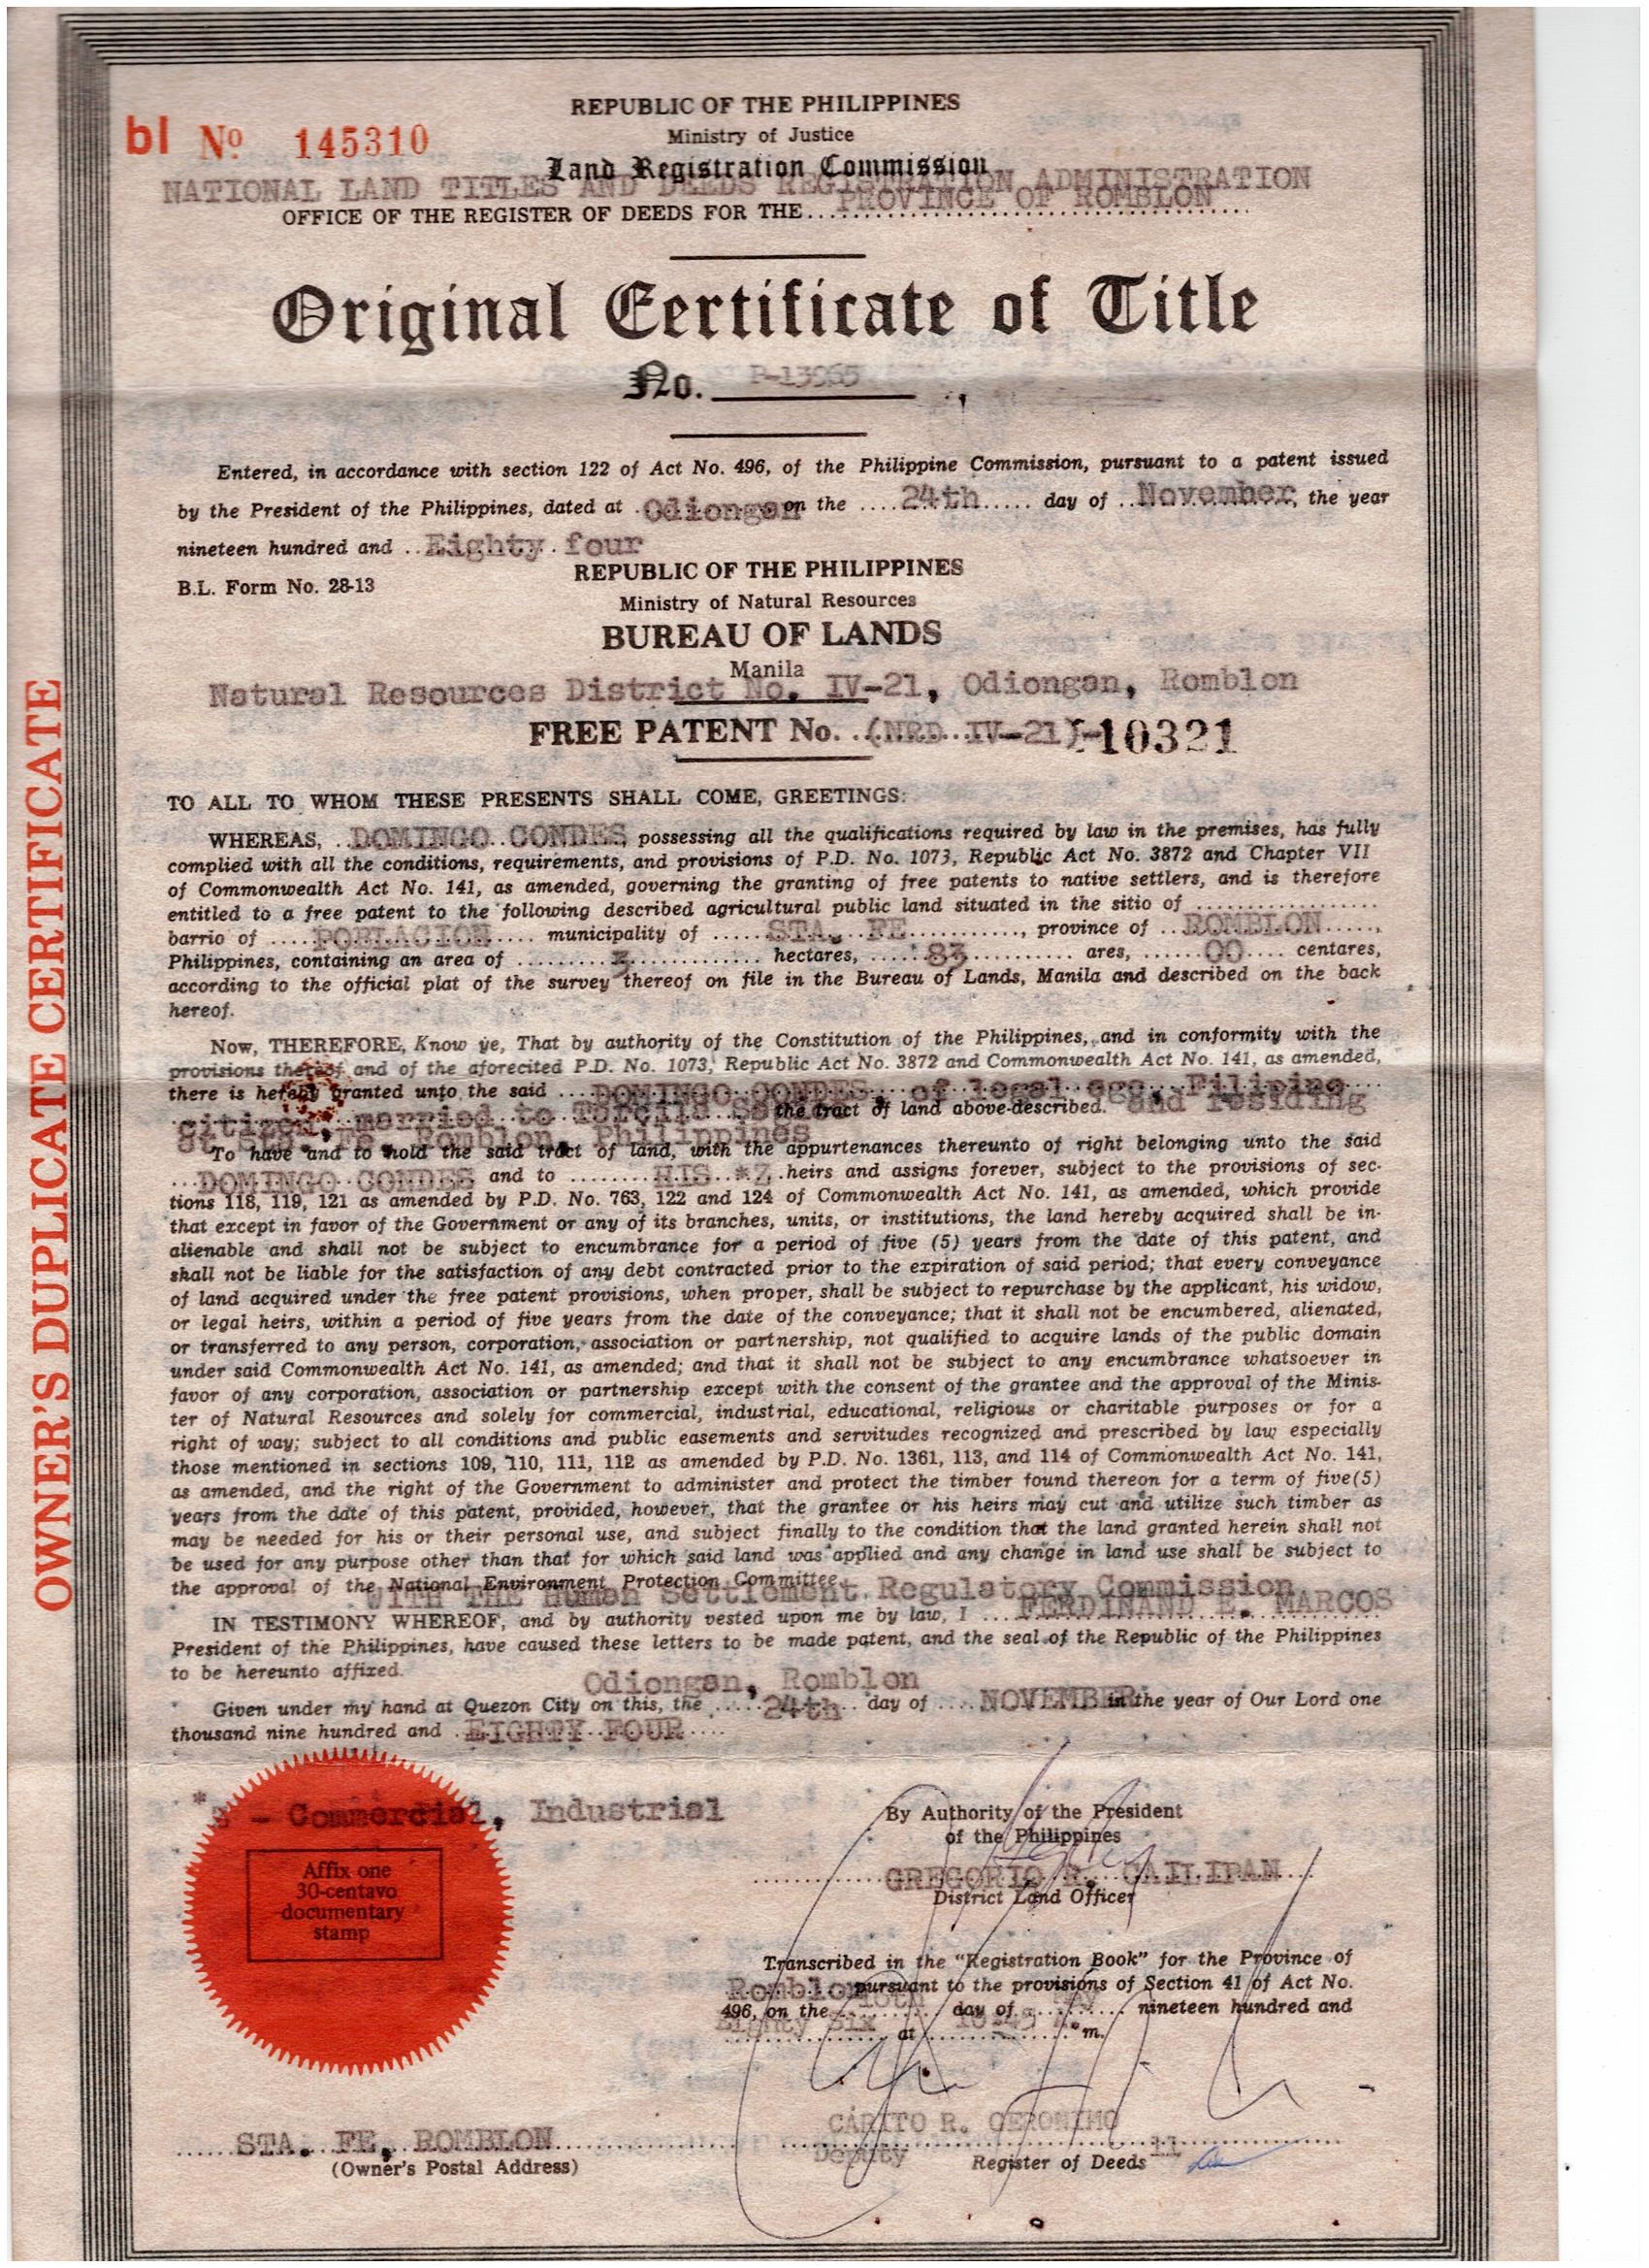 bl Nº 145310
REPUBLIC OF THE PHILIPPINES
Ministry of Justice
Land Registration Commission
NATIONAL LAND TITLES AND DEEDS REGISTRATION ADMINISTRATION
OFFICE OF THE REGISTER OF DEEDS FOR THE PROVINCE OF ROMBLON
Original Certificate of Title
No. P-13965
Entered, in accordance with section 122 of Act No. 496, of the Philippine Commission, pursuant to a patent issued
by the President of the Philippines, dated at Odiongan on the 24th day of November, the year
nineteen hundred and Eighty four
B.L. Form No. 28-13
REPUBLIC OF THE PHILIPPINES
Ministry of Natural Resources
BUREAU OF LANDS
Manila
Natural Resources District No. IV-21, Odiongan, Romblon
FREE PATENT No. (NRD IV-21)-10321
TO ALL TO WHOM THESE PRESENTS SHALL COME, GREETINGS:
WHEREAS, DOMINGO CONDES, possessing all the qualifications required by law in the premises, has fully
complied with all the conditions, requirements, and provisions of P.D. No. 1073, Republic Act No. 3872 and Chapter VII
of Commonwealth Act No. 141, as amended, governing the granting of free patents to native settlers, and is therefore
entitled to a free patent to the following described agricultural public land situated in the sitio of ..................
barrio of .... POBLACION .... municipality of ..... STA. FE .........., province of .. ROMBLON ....,
Philippines, containing an area of ........ 3 ............ hectares, .... 83 .......... ares, ...... 00 .... centares,
according to the official plat of the survey thereof on file in the Bureau of Lands, Manila and described on the back
hereof.
Now, THEREFORE, Know ye, That by authority of the Constitution of the Philippines, and in conformity with the
provisions thereof and of the aforecited P.D. No. 1073, Republic Act No. 3872 and Commonwealth Act No. 141, as amended,
there is hereby granted unto the said .... DOMINGO CONDES, of legal age, Filipino
citizen, married to the tract of land above-described. and residing
at Sta. Fe, Romblon, Philippines
To have and to hold the said tract of land, with the appurtenances thereunto of right belonging unto the said
... DOMINGO CONDES and to ........ HIS *Z heirs and assigns forever, subject to the provisions of sec-
tions 118, 119, 121 as amended by P.D. No. 763, 122 and 124 of Commonwealth Act No. 141, as amended, which provide
that except in favor of the Government or any of its branches, units, or institutions, the land hereby acquired shall be in-
alienable and shall not be subject to encumbrance for a period of five (5) years from the date of this patent, and
shall not be liable for the satisfaction of any debt contracted prior to the expiration of said period; that every conveyance
of land acquired under the free patent provisions, when proper, shall be subject to repurchase by the applicant, his widow,
or legal heirs, within a period of five years from the date of the conveyance; that it shall not be encumbered, alienated,
or transferred to any person, corporation, association or partnership, not qualified to acquire lands of the public domain
under said Commonwealth Act No. 141, as amended; and that it shall not be subject to any encumbrance whatsoever in
favor of any corporation, association or partnership except with the consent of the grantee and the approval of the Minis-
ter of Natural Resources and solely for commercial, industrial, educational, religious or charitable purposes or for a
right of way; subject to all conditions and public easements and servitudes recognized and prescribed by law especially
those mentioned in sections 109, 110, 111, 112 as amended by P.D. No. 1361, 113, and 114 of Commonwealth Act No. 141,
as amended, and the right of the Government to administer and protect the timber found thereon for a term of five(5)
years from the date of this patent, provided, however, that the grantee or his heirs may cut and utilize such timber as
may be needed for his or their personal use, and subject finally to the condition that the land granted herein shall not
be used for any purpose other than that for which said land was applied and any change in land use shall be subject to
the approval of the National Environment Protection Committee
WITH THE Human Settlement Regulatory Commission
IN TESTIMONY WHEREOF, and by authority vested upon me by law, I .... FERDINAND E. MARCOS
President of the Philippines, have caused these letters to be made patent, and the seal of the Republic of the Philippines
to be hereunto affixed.
Odiongan, Romblon
Given under my hand at Quezon City on this, the ..... 24th .. day of .... NOVEMBER in the year of Our Lord one
thousand nine hundred and . EIGHTY FOUR ....
*z - Commercial, Industrial
Affix one
30-centavo
documentary
stamp
By Authority of the President
of the Philippines
GREGORIO R. CAILIPAN
District Land Officer
Transcribed in the "Registration Book" for the Province of
Romblon pursuant to the provisions of Section 41 of Act No.
496, on the day of nineteen hundred and
Eighty Six at 10:45 m.
CARITO R. GERONIMO
Deputy Register of Deeds 11
STA. FE, ROMBLON
(Owner's Postal Address)
OWNER'S DUPLICATE CERTIFICATE